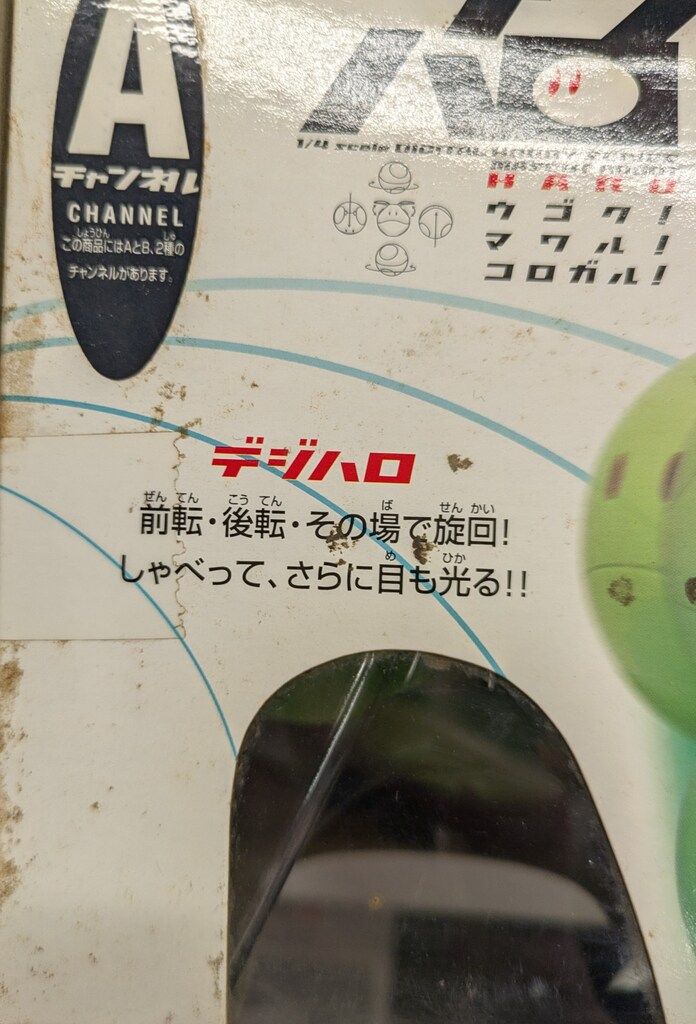 A
チャンネル
CHANNEL
この商品にはAとB、2種の
チャンネルがあります。
HARO
ウゴク!
マワル!
コロガル!
デジハロ
前転・後転・その場で旋回!
しゃべって、さらに目も光る!!